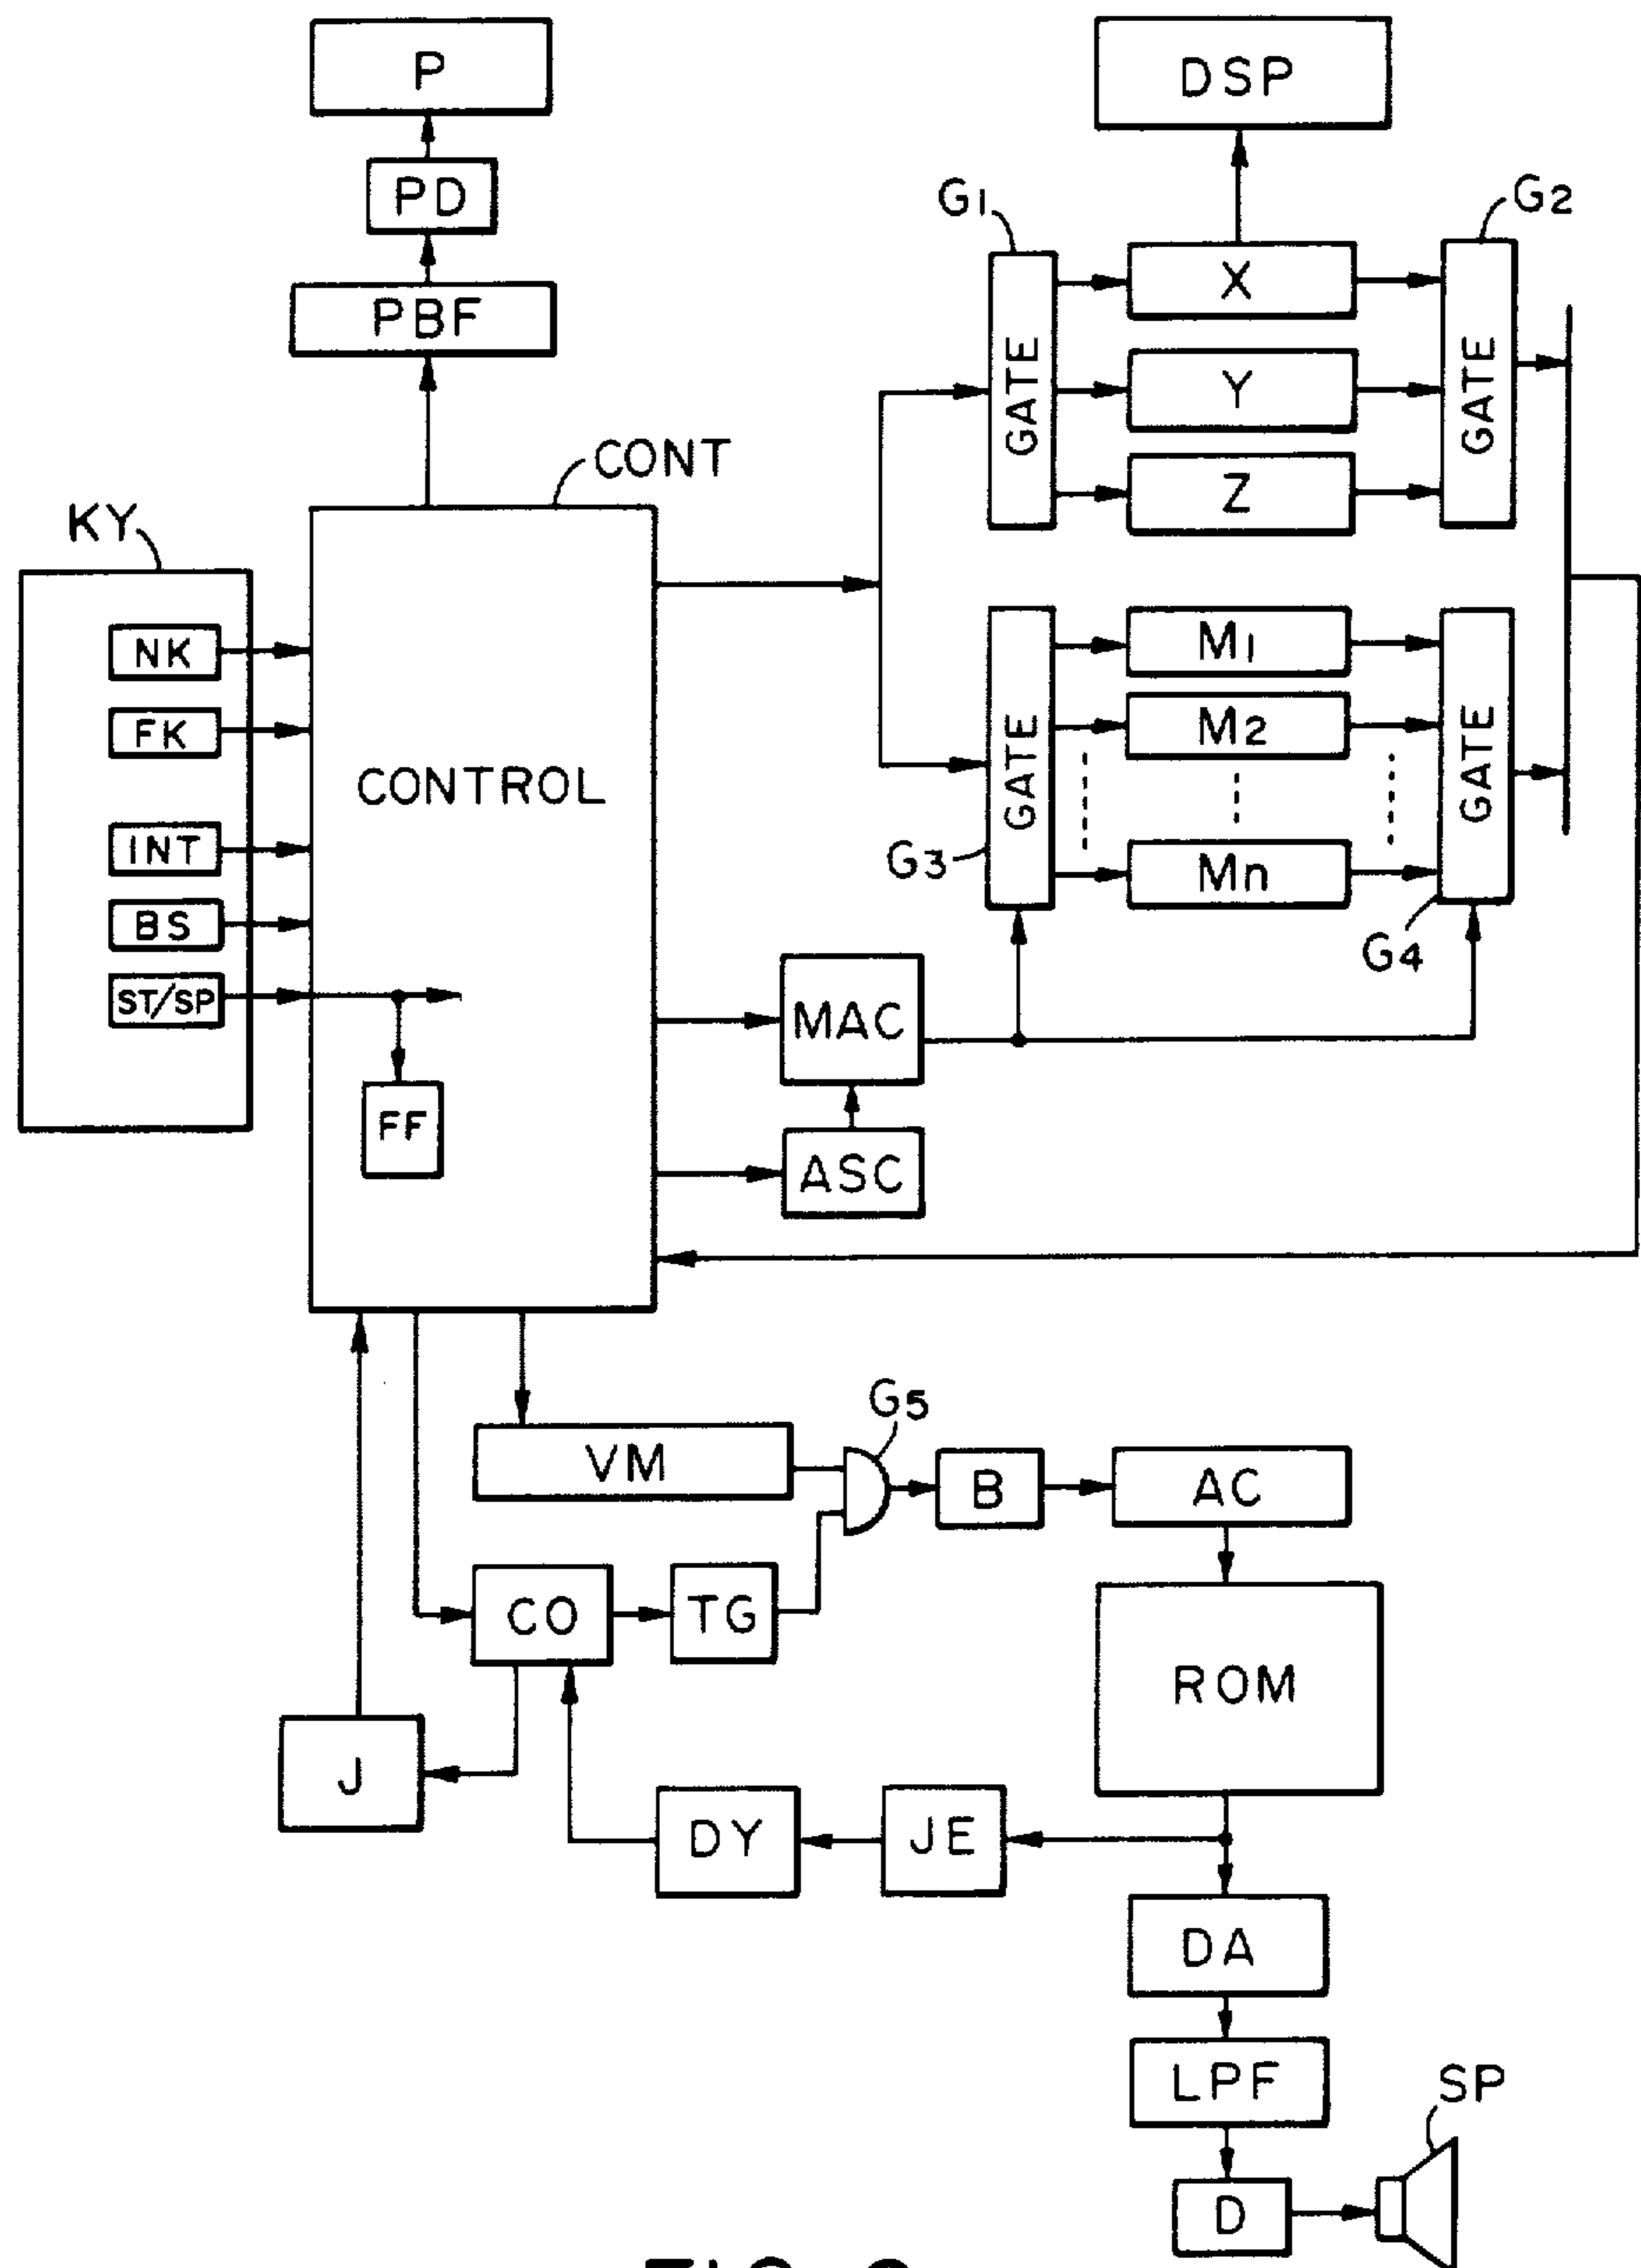 P
DSP
PD
G1
G2
X
PBF
GATE
Y
GATE
CONT
Z
KY
NK
M1
FK
M2
CONTROL
GATE
GATE
INT
G3
Mn
BS
G4
ST/SP
MAC
FF
ASC
G5
VM
B
AC
CO
TG
ROM
J
DY
JE
DA
LPF
SP
D